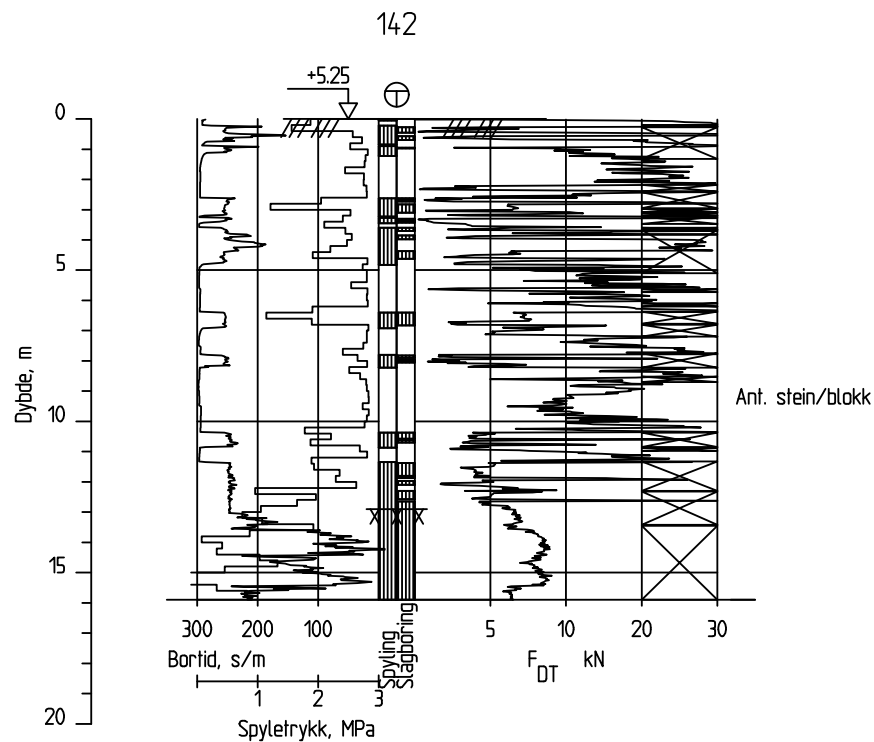 142
+5.25
0
5
10
15
20
Dybde, m
Ant. stein/blokk
300 200 100
Bortid, s/m
1 2 3
Spyletrykk, MPa
Spyling
Slagboring
5 10 20 30
FDT kN